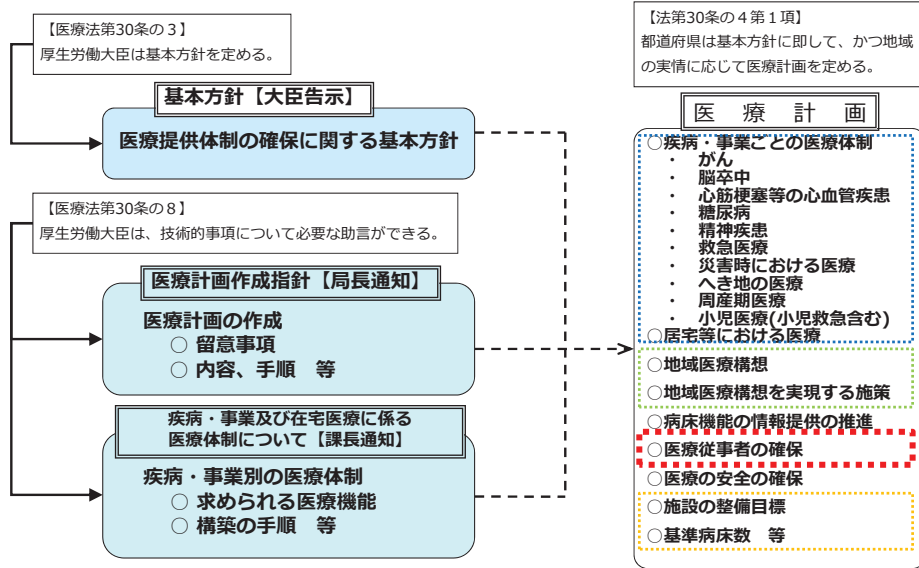 【医療法第30条の３】
厚生労働大臣は基本方針を定める。
基本方針【大臣告示】
医療提供体制の確保に関する基本方針
【医療法第30条の８】
厚生労働大臣は、技術的事項について必要な助言ができる。
医療計画作成指針【局長通知】
医療計画の作成
○ 留意事項
○ 内容、手順　等
疾病・事業及び在宅医療に係る
医療体制について【課長通知】
疾病・事業別の医療体制
○ 求められる医療機能
○ 構築の手順　等
【法第30条の４第１項】
都道府県は基本方針に即して、かつ地域
の実情に応じて医療計画を定める。
医　療　計　画
○疾病・事業ごとの医療体制
・　がん
・　脳卒中
・　心筋梗塞等の心血管疾患
・　糖尿病
・　精神疾患
・　救急医療
・　災害時における医療
・　へき地の医療
・　周産期医療
・　小児医療(小児救急含む)
○居宅等における医療
○地域医療構想
○地域医療構想を実現する施策
○病床機能の情報提供の推進
○医療従事者の確保
○医療の安全の確保
○施設の整備目標
○基準病床数　等